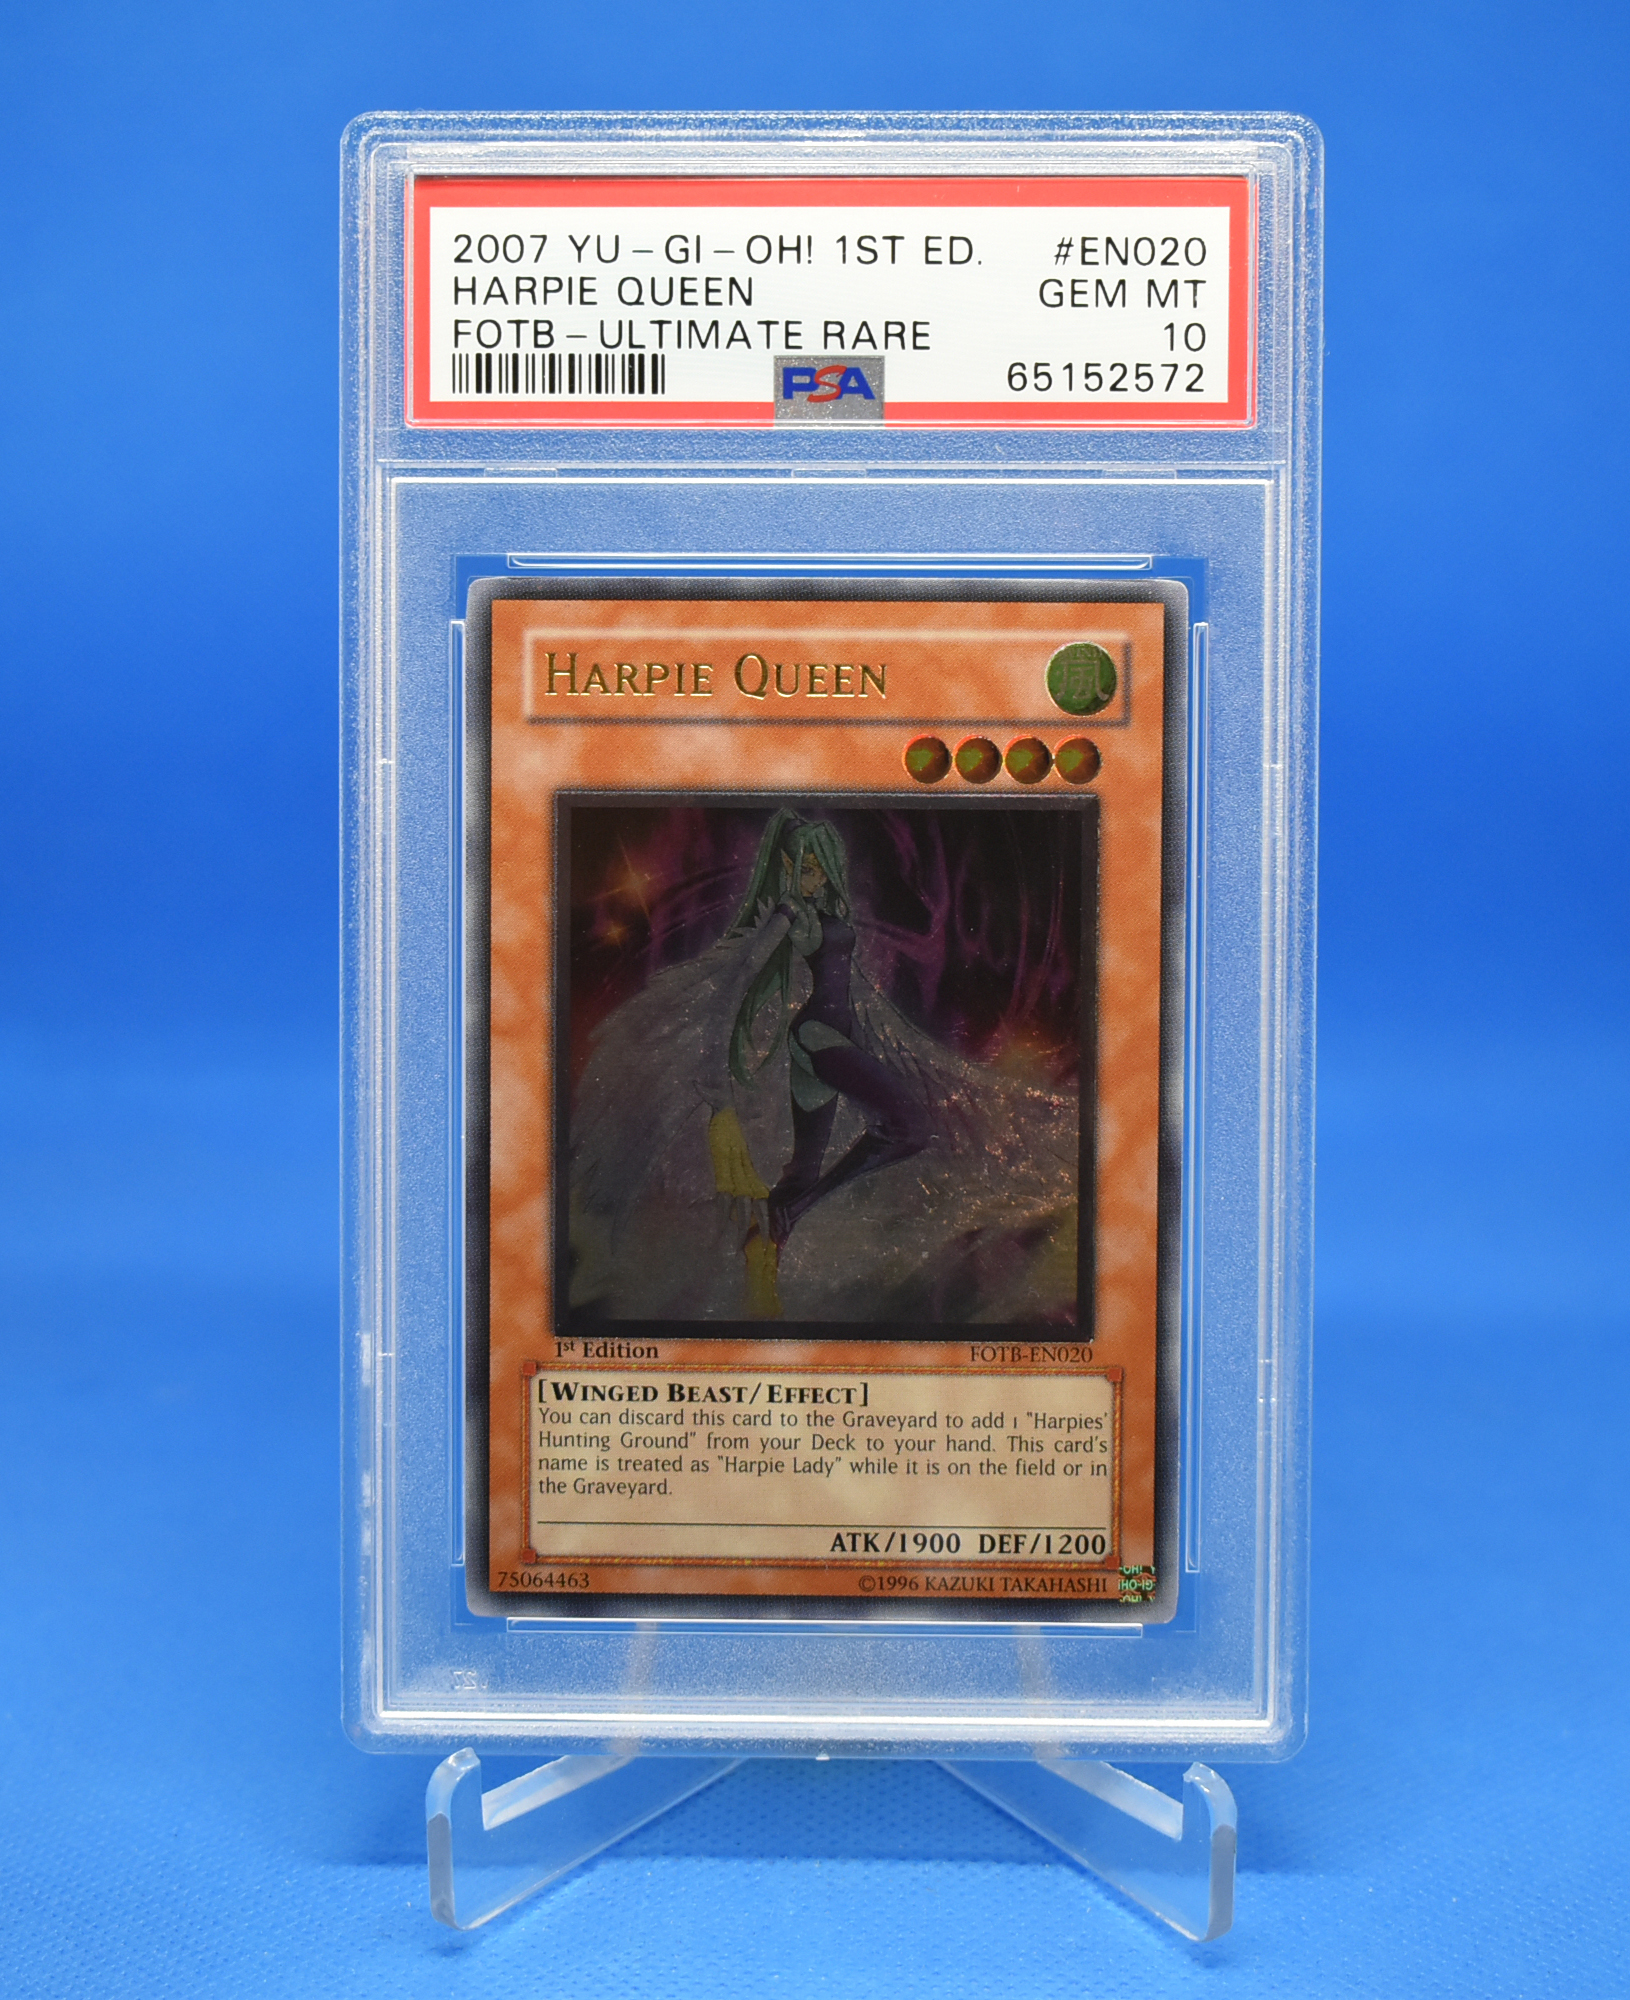 2007 YU-GI-OH! 1ST ED. #EN020
HARPIE QUEEN GEM MT
FOTB-ULTIMATE RARE 10
PSA 65152572
HARPIE QUEEN
風
1st Edition FOTB-EN020
[WINGED BEAST/EFFECT]
You can discard this card to the Graveyard to add 1 "Harpies'
Hunting Ground" from your Deck to your hand. This card's
name is treated as "Harpie Lady" while it is on the field or in
the Graveyard.
ATK/1900 DEF/1200
75064463 ©1996 KAZUKI TAKAHASHI